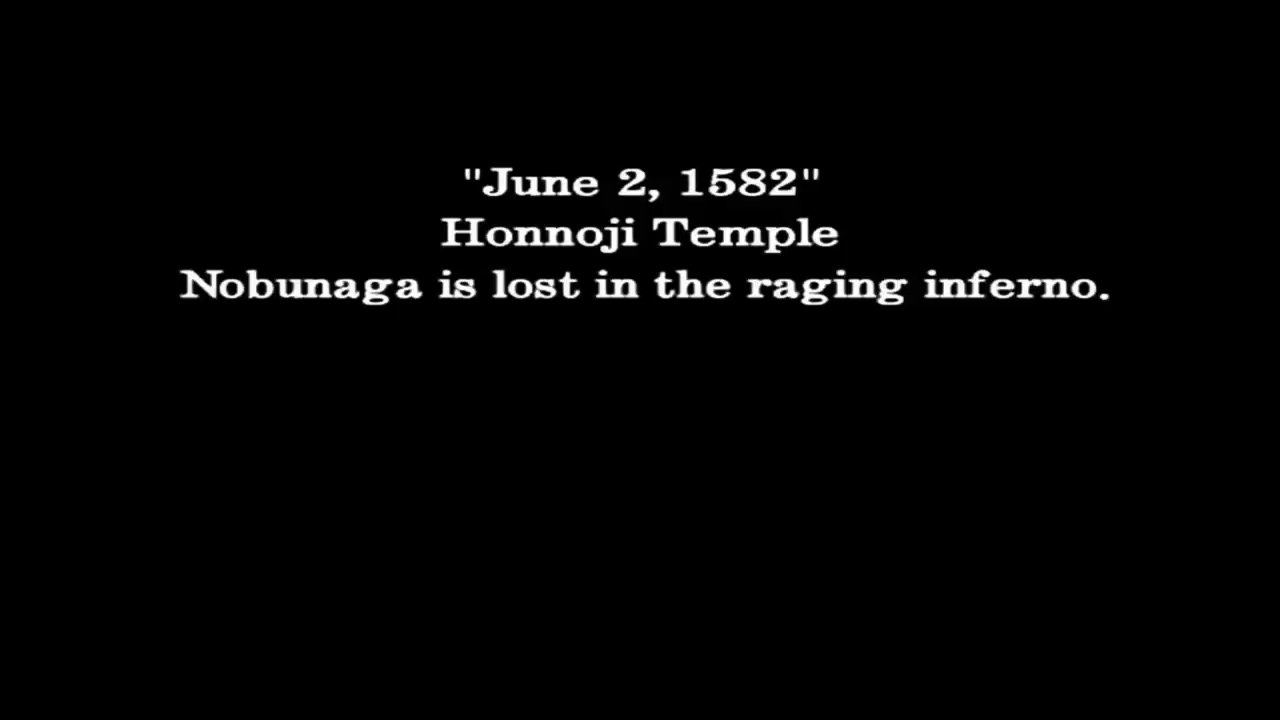 "June 2, 1582"
Honnoji Temple
Nobunaga is lost in the raging inferno.